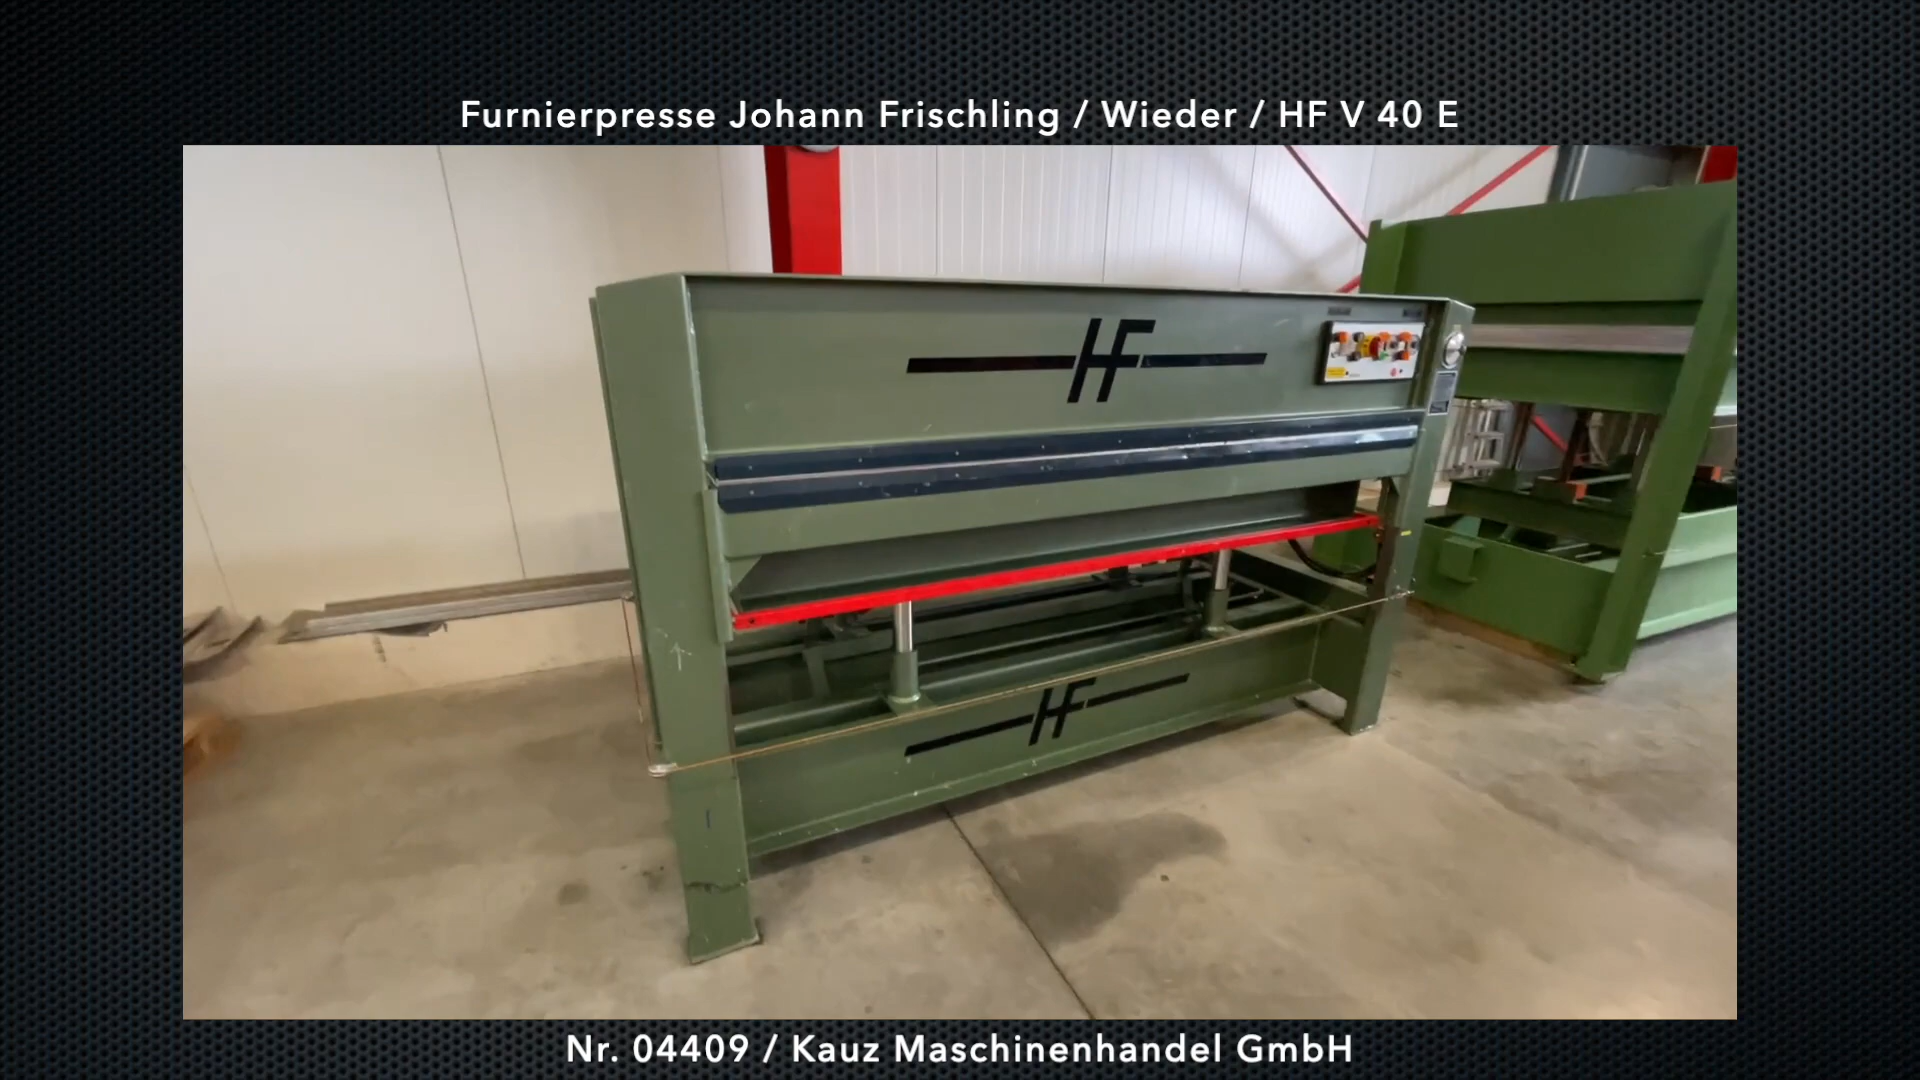 Furnierpresse Johann Frischling / Wieder / HF V 40 E
HF
HF
Nr. 04409 / Kauz Maschinenhandel GmbH